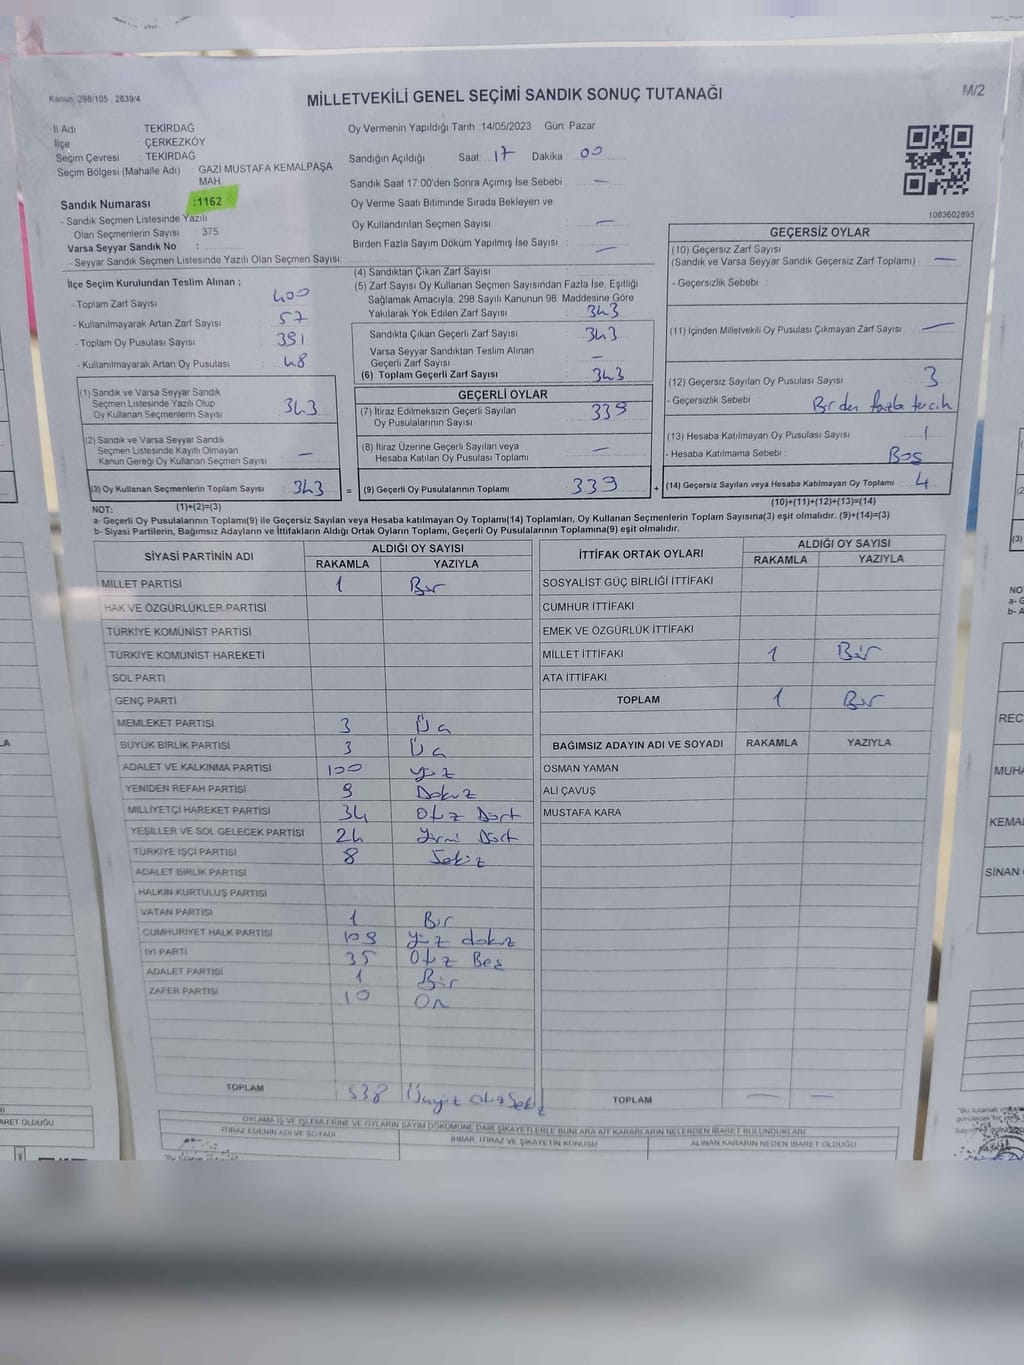 Kanun: 298/105 , 2839/4
MİLLETVEKİLİ GENEL SEÇİMİ SANDIK SONUÇ TUTANAĞI
M/2
İl Adı : TEKİRDAĞ
İlçe : ÇERKEZKÖY
Seçim Çevresi : TEKİRDAĞ
Seçim Bölgesi (Mahalle Adı) : GAZİ MUSTAFA KEMALPAŞA MAH.
Sandık Numarası :1162
- Sandık Seçmen Listesinde Yazılı
Olan Seçmenlerin Sayısı : 375
Varsa Seyyar Sandık No :
- Seyyar Sandık Seçmen Listesinde Yazılı Olan Seçmen Sayısı:
Oy Vermenin Yapıldığı Tarih :14/05/2023 Gün: Pazar
Sandığın Açıldığı Saat: 17 Dakika : 00
Sandık Saat 17:00'den Sonra Açımış İse Sebebi : —
Oy Verme Saati Bitiminde Sırada Bekleyen ve
Oy Kullandırılan Seçmen Sayısı : —
Birden Fazla Sayım Döküm Yapılmış İse Sayısı : —
1083602895
İlçe Seçim Kurulundan Teslim Alınan ;
- Toplam Zarf Sayısı : 400
- Kullanılmayarak Artan Zarf Sayısı : 57
- Toplam Oy Pusulası Sayısı : 391
- Kullanılmayarak Artan Oy Pusulası : 48
(1) Sandık ve Varsa Seyyar Sandık
Seçmen Listesinde Yazılı Olup
Oy Kullanan Seçmenlerin Sayısı : 343
(2) Sandık ve Varsa Seyyar Sandık
Seçmen Listesinde Kayıtlı Olmayan
Kanun Gereği Oy Kullanan Seçmen Sayısı : —
(3) Oy Kullanan Seçmenlerin Toplam Sayısı : 343 =
(1)+(2)=(3)
(4) Sandıktan Çıkan Zarf Sayısı :
(5) Zarf Sayısı Oy Kullanan Seçmen Sayısından Fazla İse, Eşitliği
Sağlamak Amacıyla, 298 Sayılı Kanunun 98. Maddesine Göre
Yakılarak Yok Edilen Zarf Sayısı : 343
Sandıkta Çıkan Geçerli Zarf Sayısı : 343
Varsa Seyyar Sandıktan Teslim Alınan
Geçerli Zarf Sayısı : —
(6) Toplam Geçerli Zarf Sayısı : 343
GEÇERLİ OYLAR
(7) İtiraz Edilmeksizin Geçerli Sayılan
Oy Pusulalarının Sayısı : 339
(8) İtiraz Üzerine Geçerli Sayılan veya
Hesaba Katılan Oy Pusulası Toplamı : —
(9) Geçerli Oy Pusulalarının Toplamı : 339 +
GEÇERSİZ OYLAR
(10) Geçersiz Zarf Sayısı
(Sandık ve Varsa Seyyar Sandık Geçersiz Zarf Toplamı) : —
- Geçersizlik Sebebi :
(11) İçinden Milletvekili Oy Pusulası Çıkmayan Zarf Sayısı : —
(12) Geçersiz Sayılan Oy Pusulası Sayısı : 3
- Geçersizlik Sebebi : Birden fazla tercih
(13) Hesaba Katılmayan Oy Pusulası Sayısı : 1
- Hesaba Katılmama Sebebi : Boş
(14) Geçersiz Sayılan veya Hesaba Katılmayan Oy Toplamı : 4
(10)+(11)+(12)+(13)=(14)
NOT:
a- Geçerli Oy Pusulalarının Toplamı(9) ile Geçersiz Sayılan veya Hesaba katılmayan Oy Toplamı(14) Toplamları, Oy Kullanan Seçmenlerin Toplam Sayısına(3) eşit olmalıdır. (9)+(14)=(3)
b- Siyasi Partilerin, Bağımsız Adayların ve İttifakların Aldığı Ortak Oyların Toplamı, Geçerli Oy Pusulalarının Toplamına(9) eşit olmalıdır.
SİYASİ PARTİNİN ADI ALDIĞI OY SAYISI
RAKAMLA YAZIYLA
MİLLET PARTİSİ 1 Bir
HAK VE ÖZGÜRLÜKLER PARTİSİ
TÜRKİYE KOMÜNİST PARTİSİ
TÜRKİYE KOMÜNİST HAREKETİ
SOL PARTİ
GENÇ PARTİ
MEMLEKET PARTİSİ 3 Üç
BÜYÜK BİRLİK PARTİSİ 3 Üç
ADALET VE KALKINMA PARTİSİ 100 yüz
YENİDEN REFAH PARTİSİ 9 Dokuz
MİLLİYETÇİ HAREKET PARTİSİ 34 Otuz Dört
YEŞİLLER VE SOL GELECEK PARTİSİ 24 Yirmi Dört
TÜRKİYE İŞÇİ PARTİSİ 8 Sekiz
ADALET BİRLİK PARTİSİ
HALKIN KURTULUŞ PARTİSİ
VATAN PARTİSİ 1 Bir
CUMHURİYET HALK PARTİSİ 109 yüz dokuz
İYİ PARTİ 35 Otuz Beş
ADALET PARTİSİ 1 Bir
ZAFER PARTİSİ 10 On
TOPLAM 338 Üçyüz Otuz Sekiz
İTTİFAK ORTAK OYLARI ALDIĞI OY SAYISI
RAKAMLA YAZIYLA
SOSYALİST GÜÇ BİRLİĞİ İTTİFAKI
CUMHUR İTTİFAKI
EMEK VE ÖZGÜRLÜK İTTİFAKI
MİLLET İTTİFAKI 1 Bir
ATA İTTİFAKI
TOPLAM 1 Bir
BAĞIMSIZ ADAYIN ADI VE SOYADI RAKAMLA YAZIYLA
OSMAN YAMAN
ALİ ÇAVUŞ
MUSTAFA KARA
TOPLAM — —
OYLAMA İŞ VE İŞLEMLERİNE VE OYLARIN SAYIM DÖKÜMÜNE DAİR ŞİKAYETLERLE BUNLARA AİT KARARLARIN NELERDEN İBARET BULUNDUKLARI
İTİRAZ EDENİN ADI VE SOYADI İHBAR, İTİRAZ VE ŞİKAYETİN KONUSU ALINAN KARARIN NEDEN İBARET OLDUĞU
REC
MUHA
KEMAL
SİNAN
ARET OLDUĞU